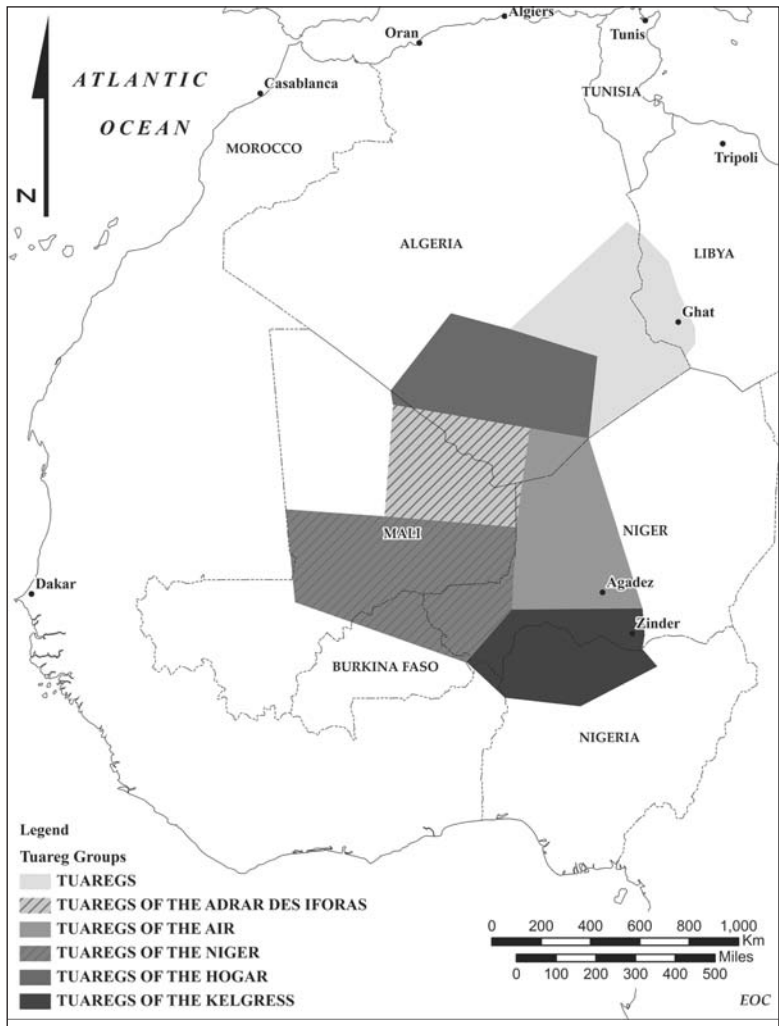 Algiers
Oran
Tunis
ATLANTIC
OCEAN
Casablanca
TUNISIA
MOROCCO
Tripoli
N
ALGERIA
LIBYA
Ghat
MALI
NIGER
Dakar
Agadez
Zinder
BURKINA FASO
NIGERIA
Legend
Tuareg Groups
TUAREGS
TUAREGS OF THE ADRAR DES IFORAS
TUAREGS OF THE AIR
TUAREGS OF THE NIGER
TUAREGS OF THE HOGAR
TUAREGS OF THE KELGRESS
0 200 400 600 800 1,000
Km
Miles
0 100 200 300 400 500
EOC